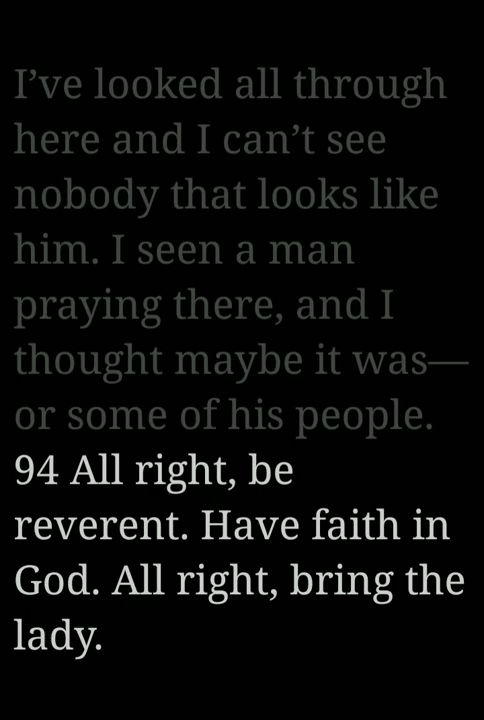 I’ve looked all through
here and I can’t see
nobody that looks like
him. I seen a man
praying there, and I
thought maybe it was—
or some of his people.
94 All right, be
reverent. Have faith in
God. All right, bring the
lady.